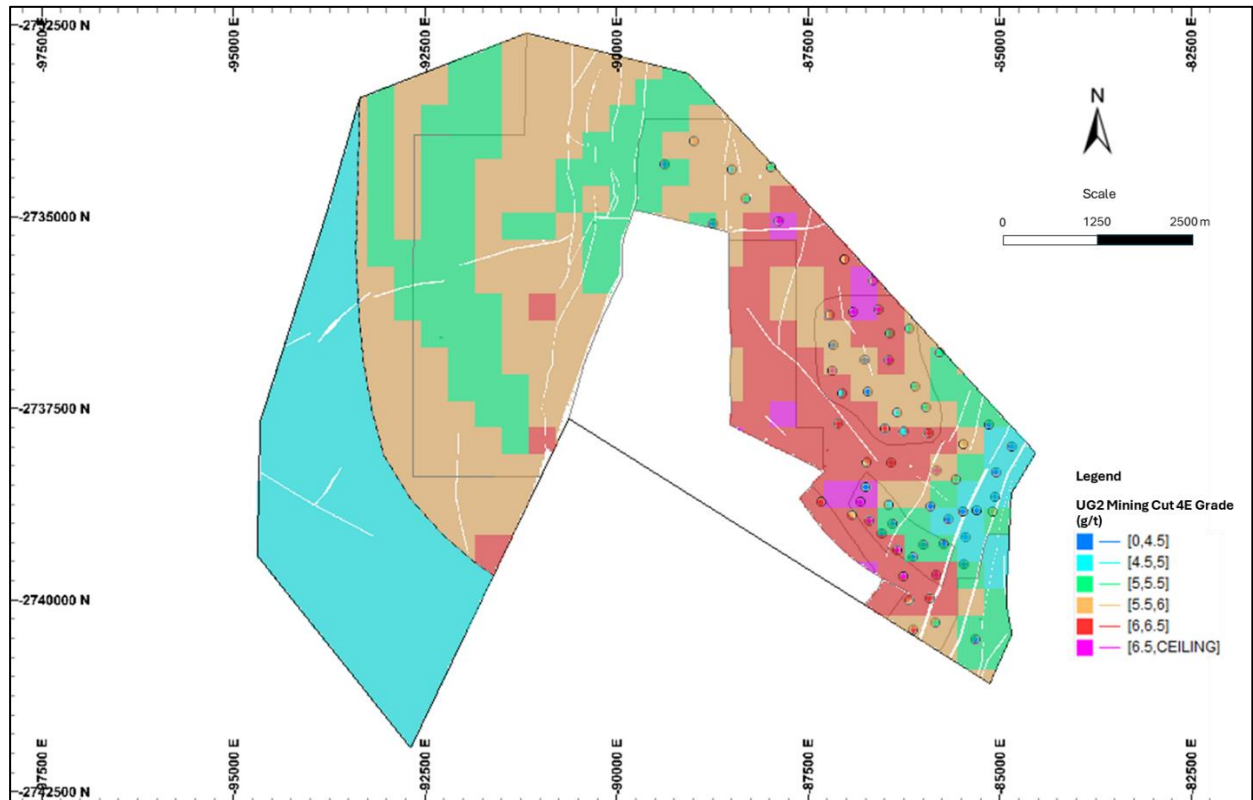 -97500 E
-95000 E
-92500 E
-90000 E
-87500 E
-85000 E
-82500 E
-2732500 N
N
Scale
0 1250 2500 m
-2735000 N
-2737500 N
Legend
UG2 Mining Cut 4E Grade
(g/t)
[0,4.5]
[4.5,5]
[5,5.5]
[5.5,6]
[6,6.5]
[6.5,CEILING]
-2740000 N
-2742500 N
-97500 E
-95000 E
-92500 E
-90000 E
-87500 E
-85000 E
-82500 E